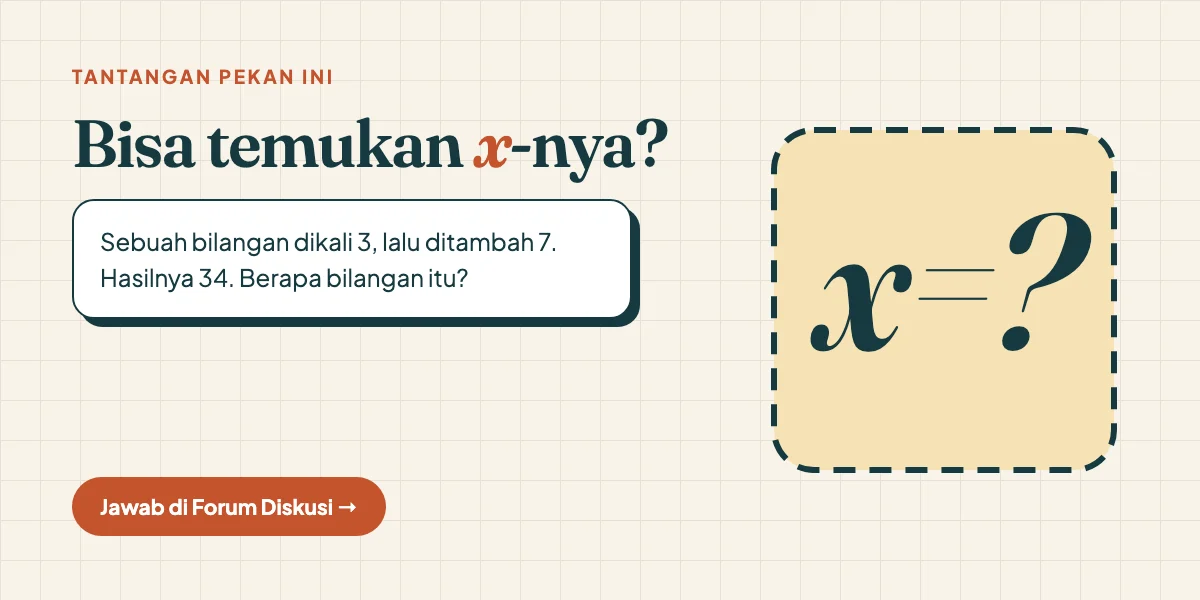 TANTANGAN PEKAN INI
Bisa temukan x-nya?
Sebuah bilangan dikali 3, lalu ditambah 7.
Hasilnya 34. Berapa bilangan itu?
x=?
Jawab di Forum Diskusi →